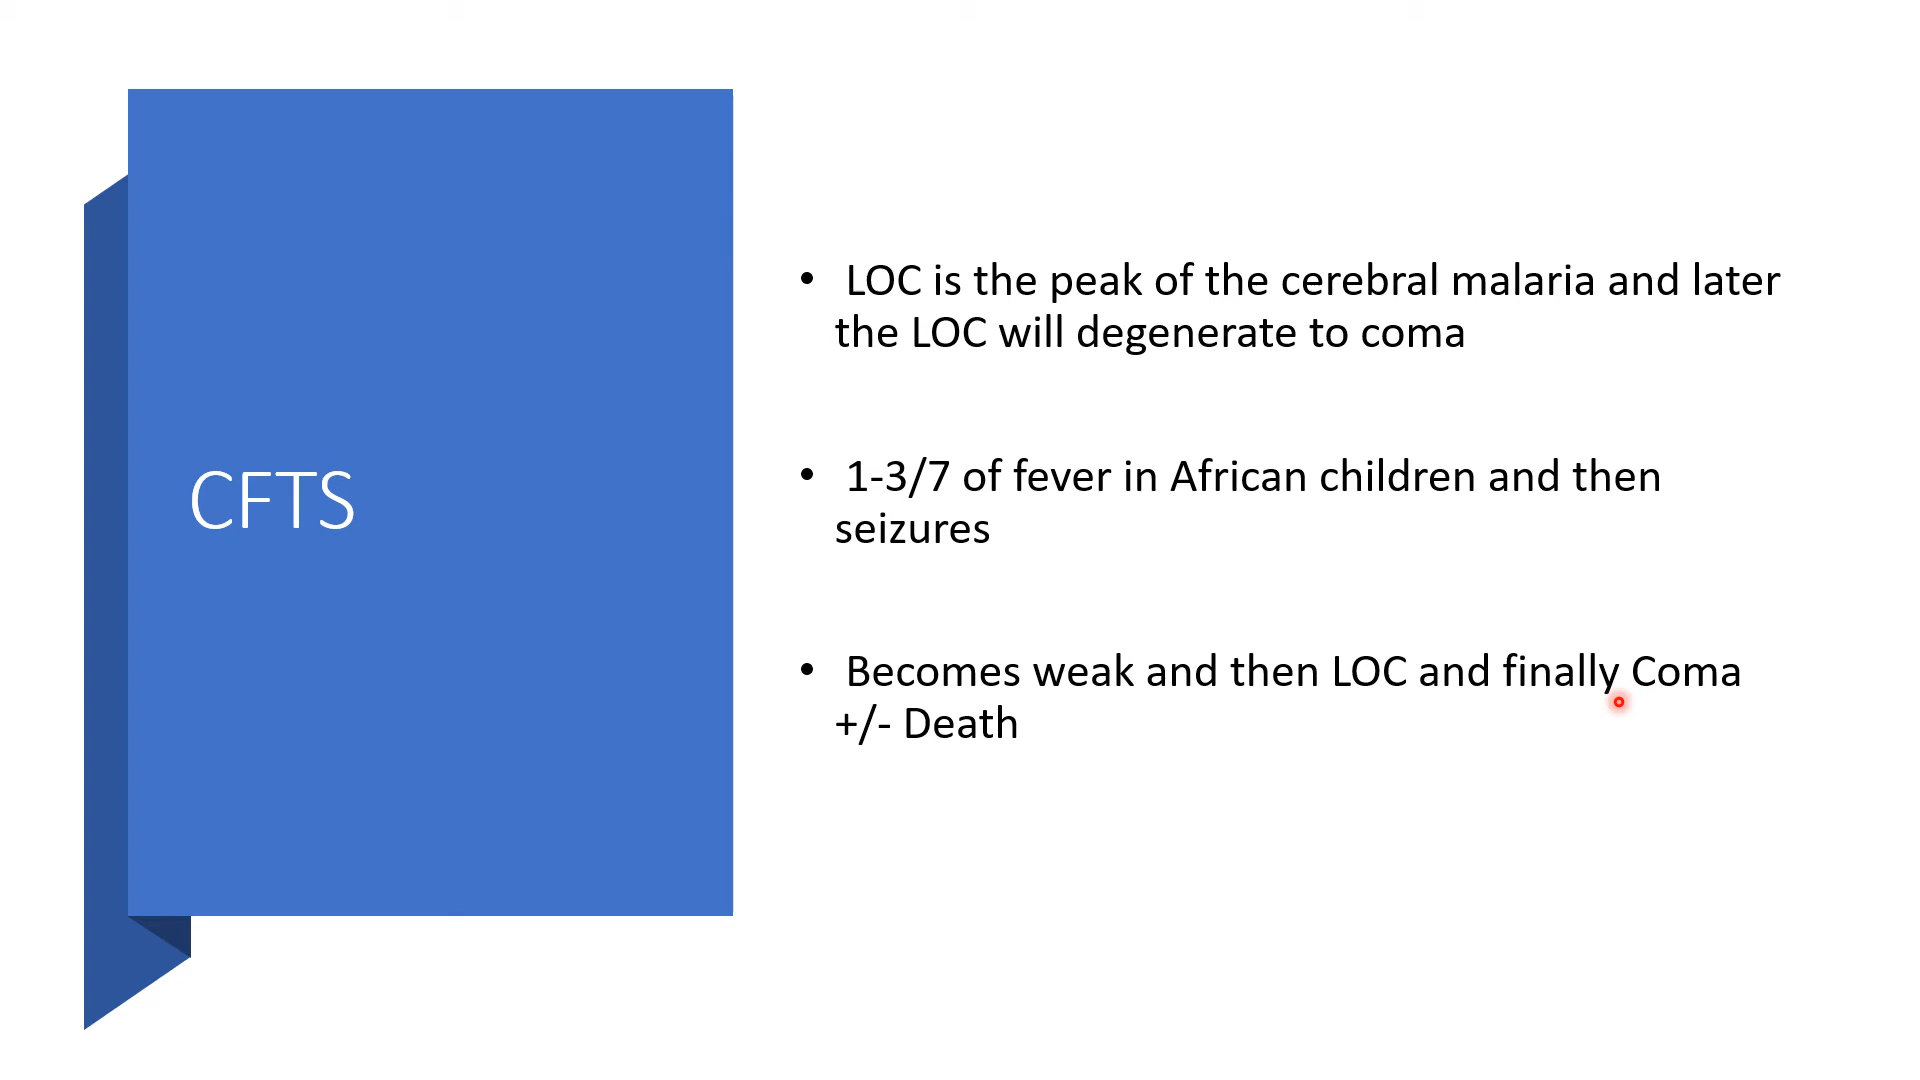 CFTS
• LOC is the peak of the cerebral malaria and later
the LOC will degenerate to coma
• 1-3/7 of fever in African children and then
seizures
• Becomes weak and then LOC and finally Coma
+/- Death